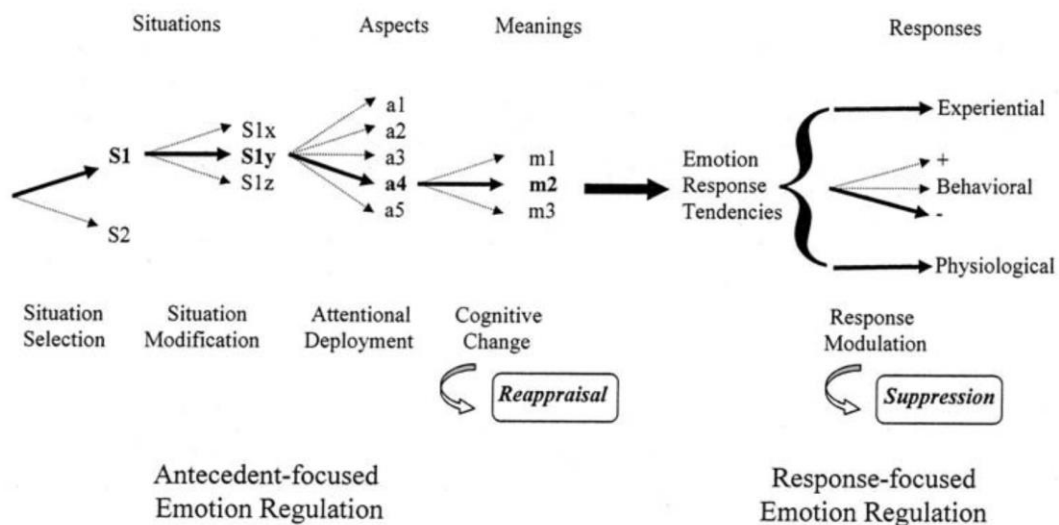 Situations Aspects Meanings Responses
a1
Experiential
a2
S1x
m1
+
S1
S1y
a3
Emotion
Response
Tendencies
m2
Behavioral
S1z
a4
m3
-
a5
S2
Physiological
Situation
Selection
Situation
Modification
Attentional
Deployment
Cognitive
Change
Response
Modulation
Reappraisal
Suppression
Antecedent-focused
Emotion Regulation
Response-focused
Emotion Regulation